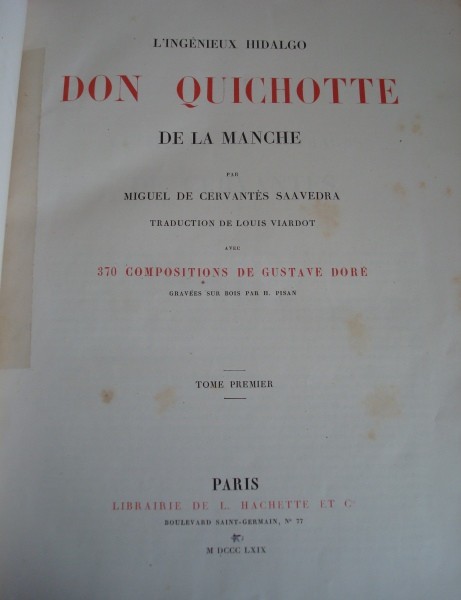 L'INGÉNIEUX HIDALGO
DON QUICHOTTE
DE LA MANCHE
PAR
MIGUEL DE CERVANTÈS SAAVEDRA
TRADUCTION DE LOUIS VIARDOT
AVEC
370 COMPOSITIONS DE GUSTAVE DORÉ
GRAVÉES SUR BOIS PAR H. PISAN
TOME PREMIER
PARIS
LIBRAIRIE DE L. HACHETTE ET Cie
BOULEVARD SAINT-GERMAIN, Nº 77
M DCCC LXIX